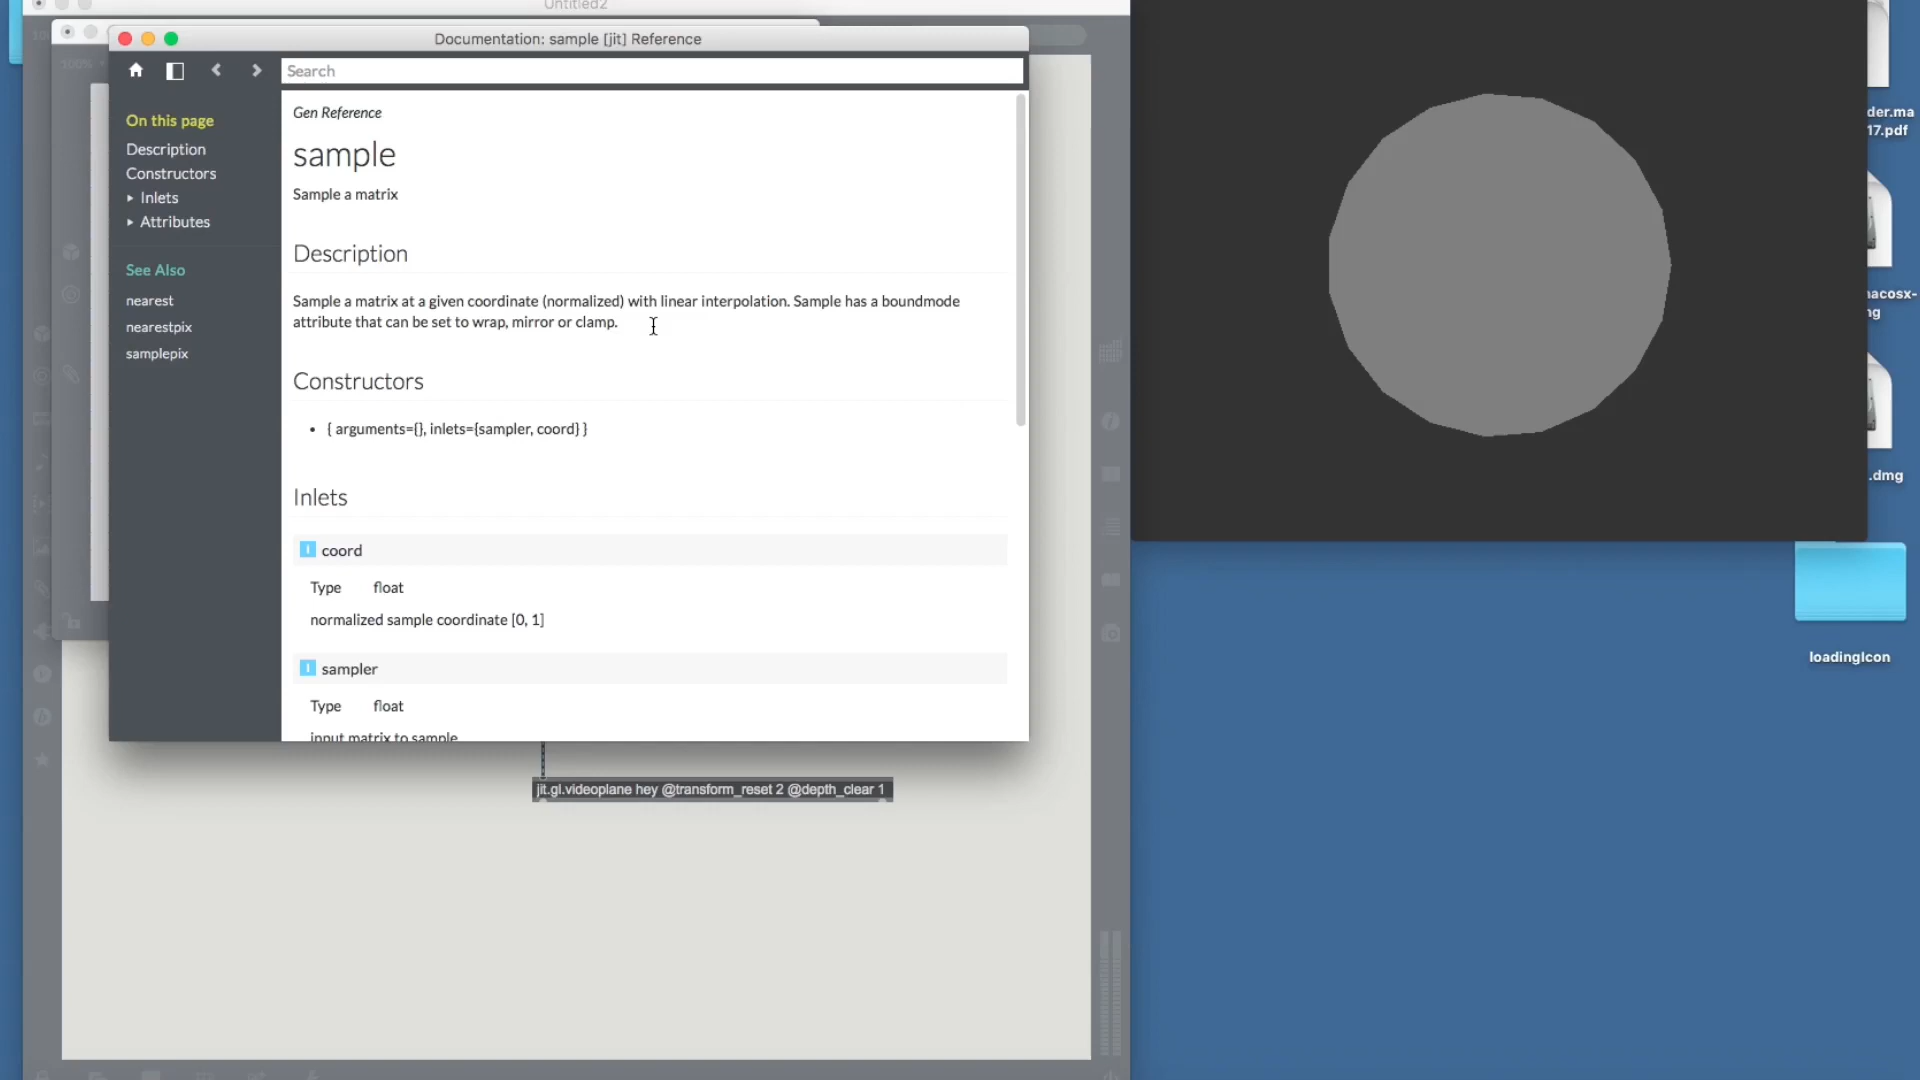 Untitled2
Documentation: sample [jit] Reference
Search
100%
On this page
Description
Constructors
Inlets
Attributes
See Also
nearest
nearestpix
samplepix
Gen Reference
sample
Sample a matrix
Description
Sample a matrix at a given coordinate (normalized) with linear interpolation. Sample has a boundmode
attribute that can be set to wrap, mirror or clamp.
Constructors
• { arguments={}, inlets={sampler, coord} }
Inlets
i coord
Type float
normalized sample coordinate [0, 1]
i sampler
Type float
input matrix to sample
jit.gl.videoplane hey @transform_reset 2 @depth_clear 1
der.ma
17.pdf
acosx-
ng
.dmg
loadingIcon